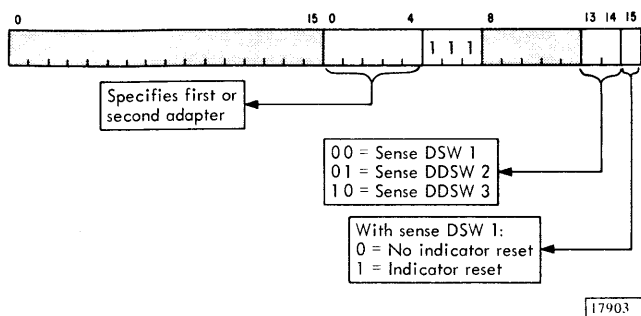 0 15 0 4 8 13 14 15
1 1 1
Specifies first or
second adapter
00 = Sense DSW 1
01 = Sense DDSW 2
10 = Sense DDSW 3
With sense DSW 1:
0 = No indicator reset
1 = Indicator reset
17903